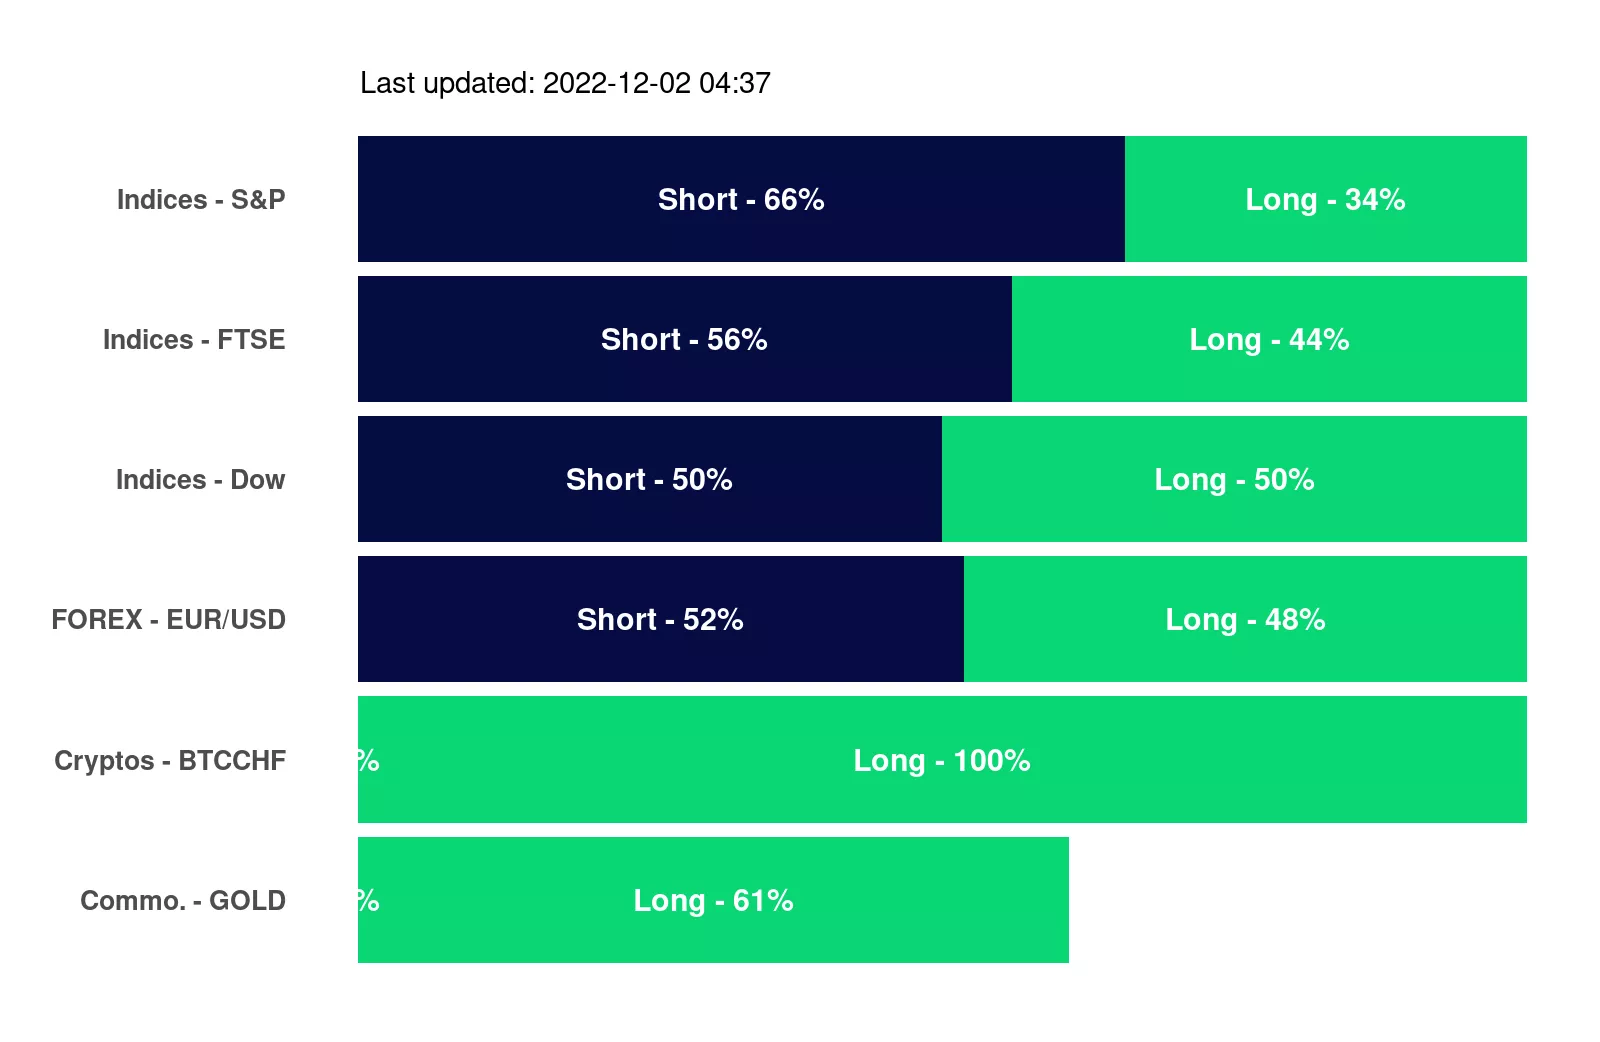 Last updated: 2022-12-02 04:37
Indices - S&P Short - 66% Long - 34%
Indices - FTSE Short - 56% Long - 44%
Indices - Dow Short - 50% Long - 50%
FOREX - EUR/USD Short - 52% Long - 48%
Cryptos - BTCCHF % Long - 100%
Commo. - GOLD % Long - 61%